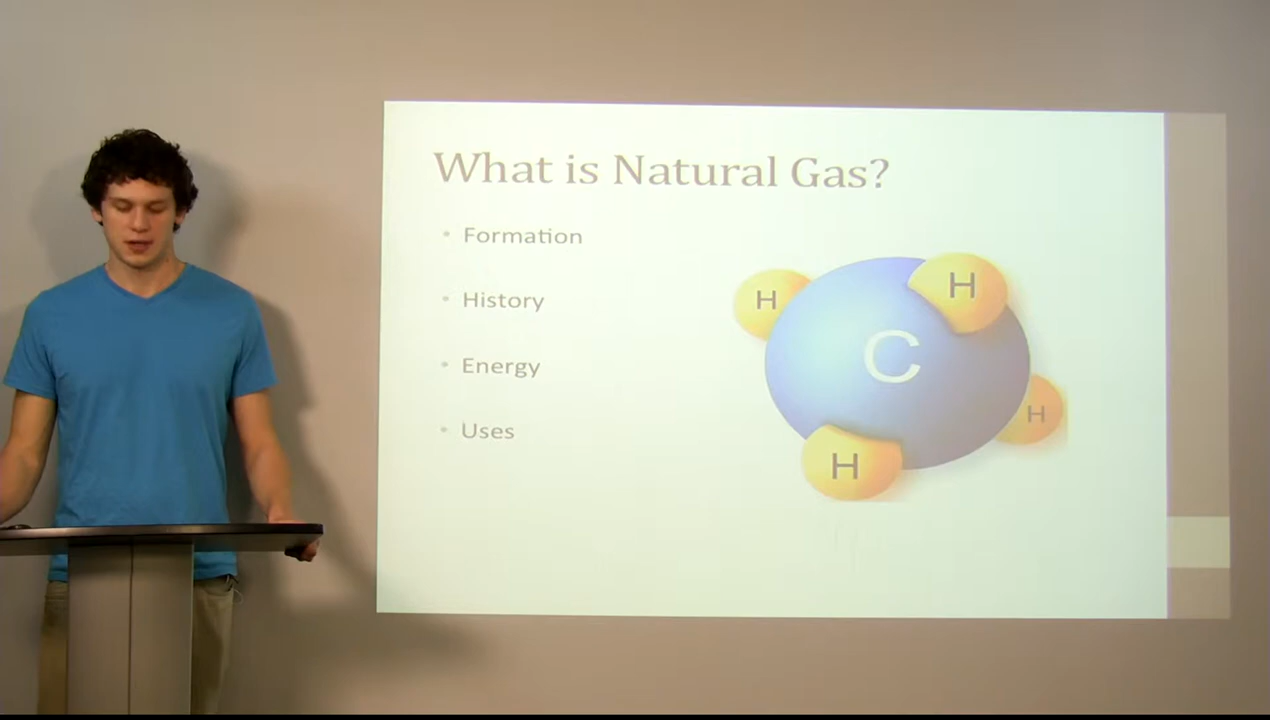 What is Natural Gas?
• Formation
• History
• Energy
• Uses
H
H
C
H
H